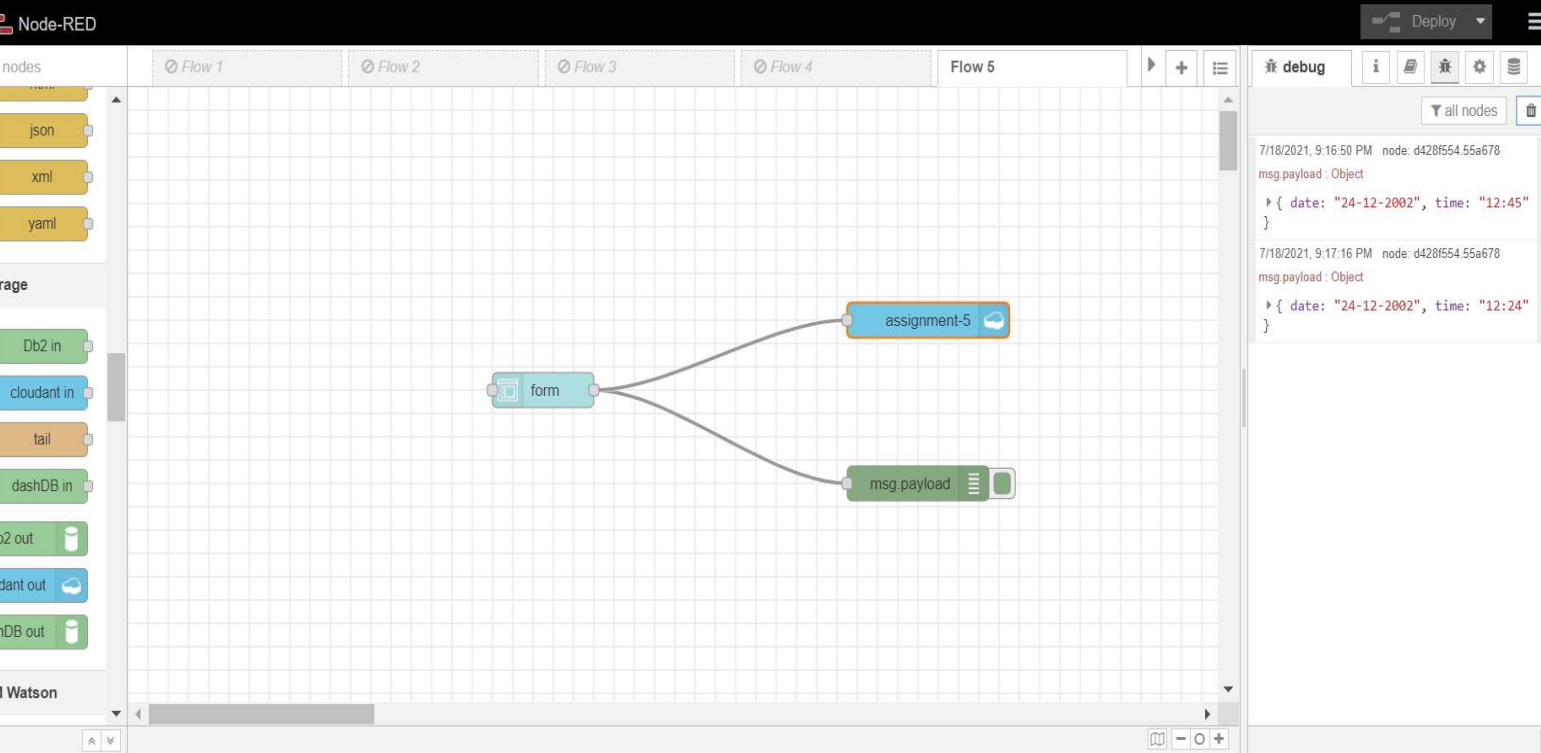 Node-RED
Deploy
nodes
Flow 1
Flow 2
Flow 3
Flow 4
Flow 5
debug
i
all nodes
json
xml
yaml
rage
Db2 in
cloudant in
tail
dashDB in
b2 out
dant out
hDB out
M Watson
form
assignment-5
msg.payload
7/18/2021, 9:16:50 PM node: d428f554.55a678
msg.payload : Object
{ date: "24-12-2002", time: "12:45"
}
7/18/2021, 9:17:16 PM node: d428f554.55a678
msg.payload : Object
{ date: "24-12-2002", time: "12:24"
}